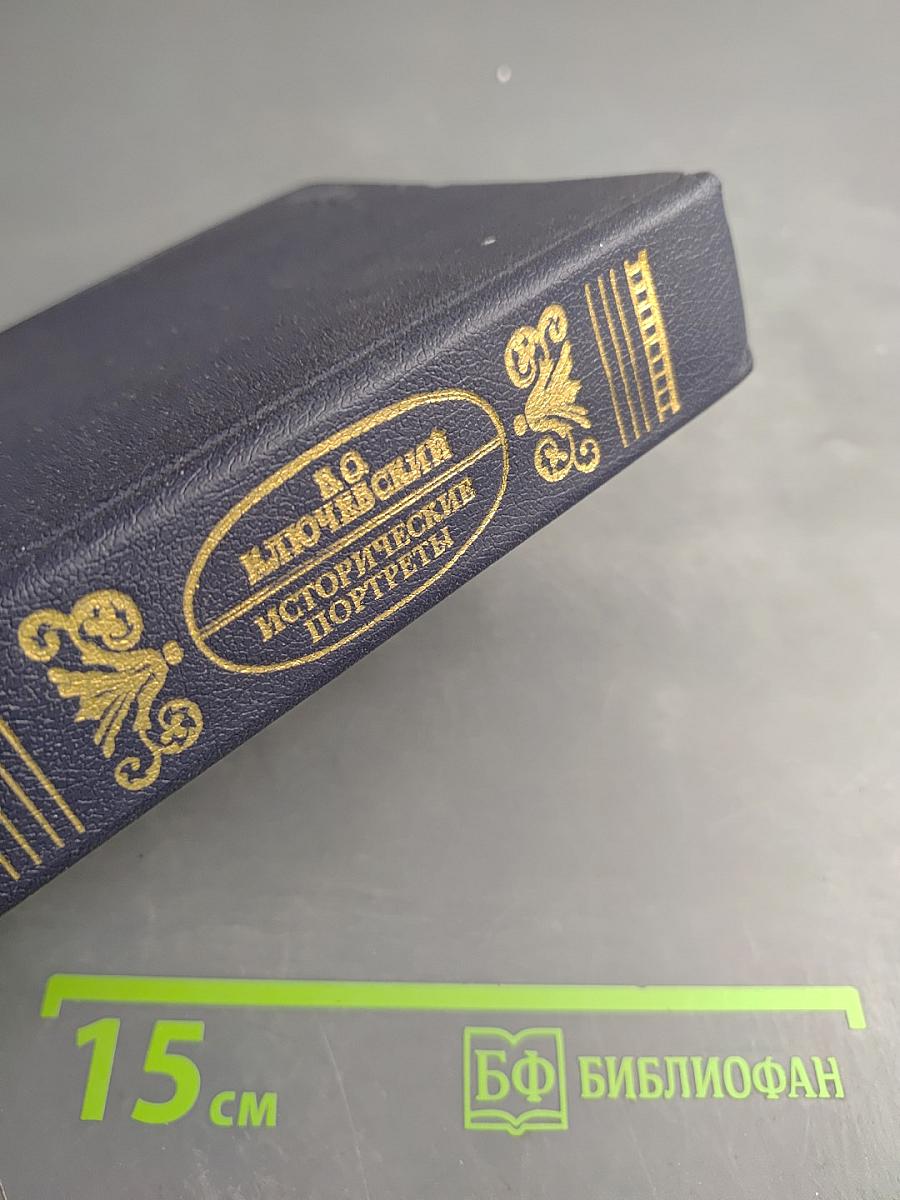 В.О.
КЛЮЧЕВСКИЙ
ИСТОРИЧЕСКИЕ
ПОРТРЕТЫ
15 см
БФ БИБЛИОФАН